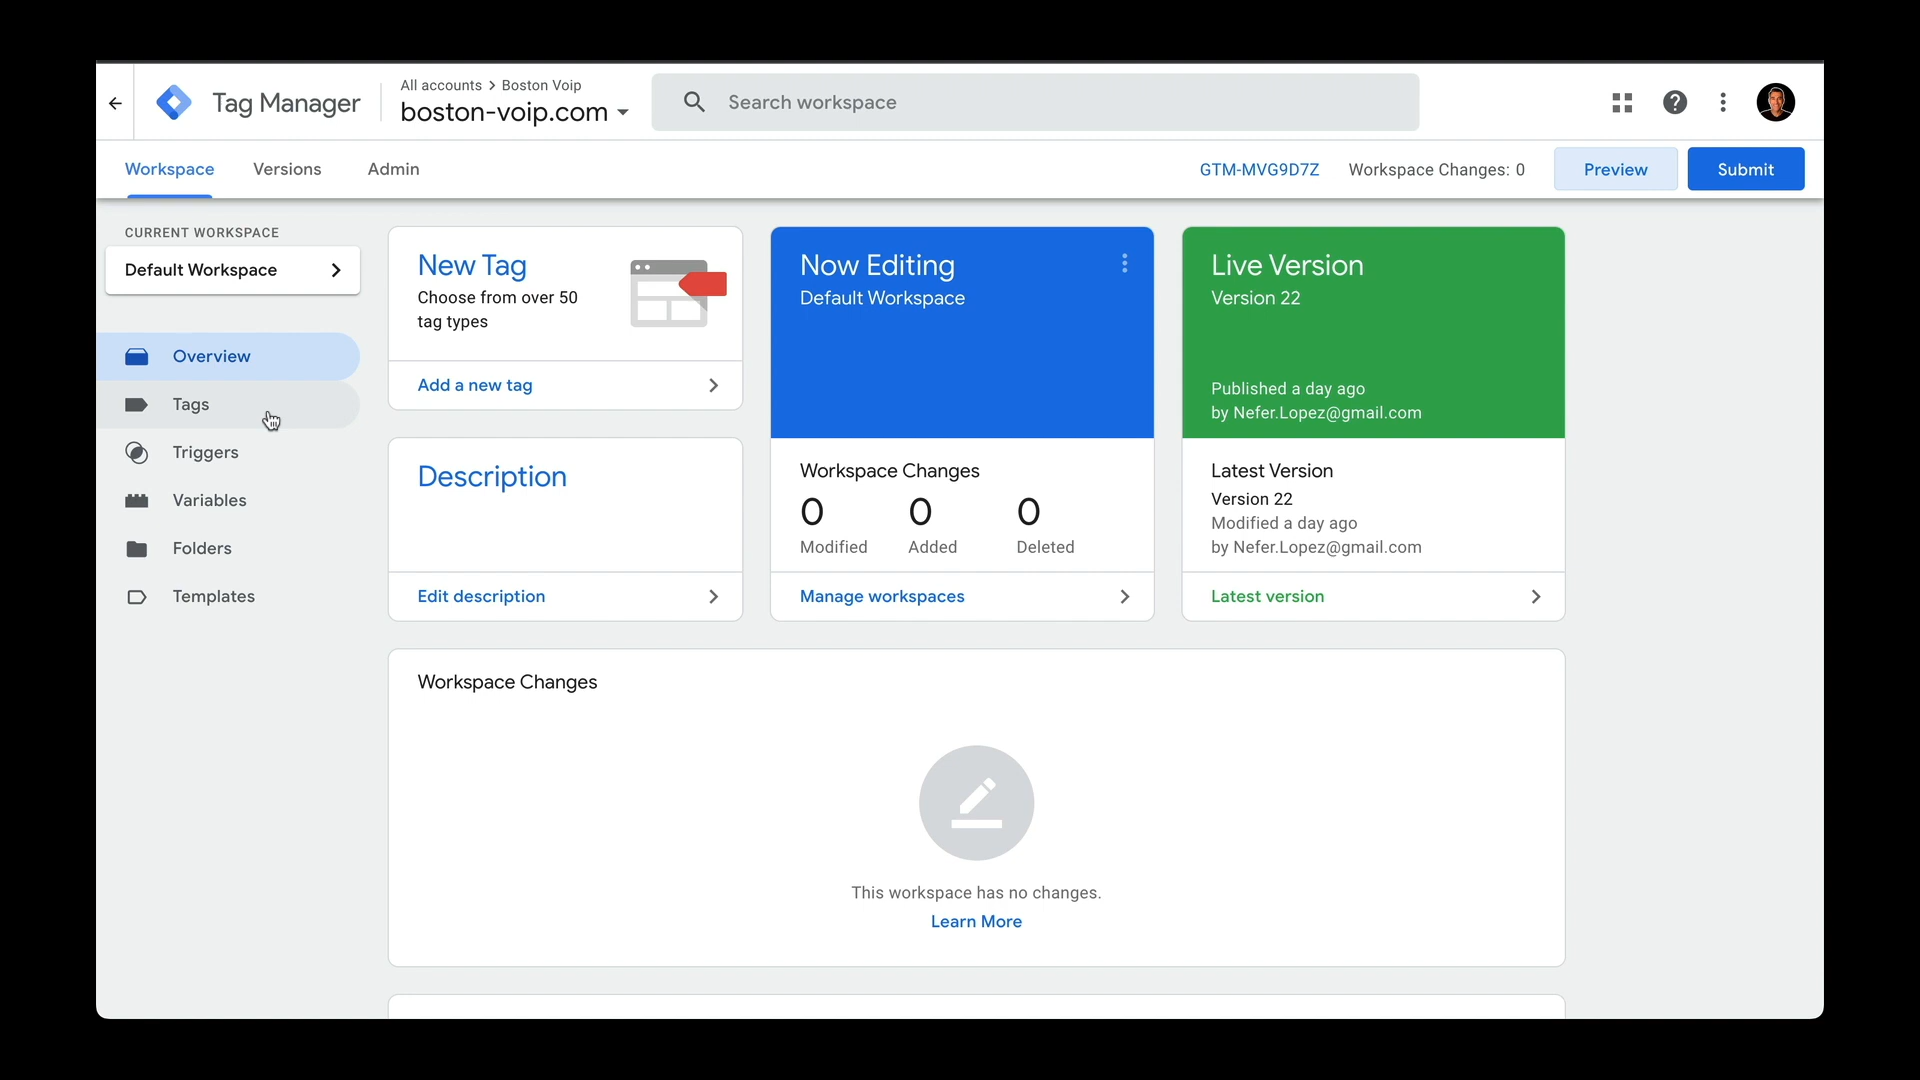 Tag Manager
All accounts > Boston Voip
boston-voip.com
Search workspace
Workspace
Versions
Admin
GTM-MVG9D7Z
Workspace Changes: 0
Preview
Submit
CURRENT WORKSPACE
Default Workspace
Overview
Tags
Triggers
Variables
Folders
Templates
New Tag
Choose from over 50
tag types
Add a new tag
Description
Edit description
Now Editing
Default Workspace
Workspace Changes
0 0 0
Modified Added Deleted
Manage workspaces
Live Version
Version 22
Published a day ago
by Nefer.Lopez@gmail.com
Latest Version
Version 22
Modified a day ago
by Nefer.Lopez@gmail.com
Latest version
Workspace Changes
This workspace has no changes.
Learn More